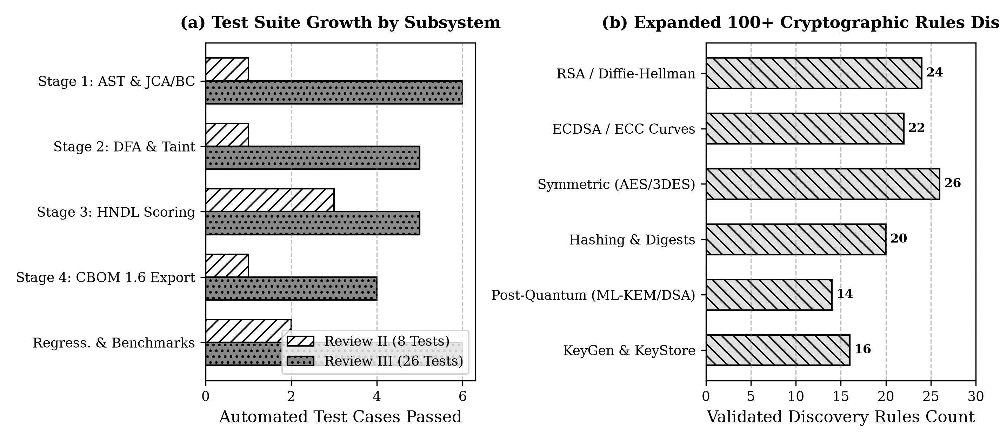 (a) Test Suite Growth by Subsystem
Stage 1: AST & JCA/BC
Stage 2: DFA & Taint
Stage 3: HNDL Scoring
Stage 4: CBOM 1.6 Export
Regress. & Benchmarks
Review II (8 Tests)
Review III (26 Tests)
0 2 4 6
Automated Test Cases Passed
(b) Expanded 100+ Cryptographic Rules Dis
RSA / Diffie-Hellman 24
ECDSA / ECC Curves 22
Symmetric (AES/3DES) 26
Hashing & Digests 20
Post-Quantum (ML-KEM/DSA) 14
KeyGen & KeyStore 16
0 5 10 15 20 25 30
Validated Discovery Rules Count